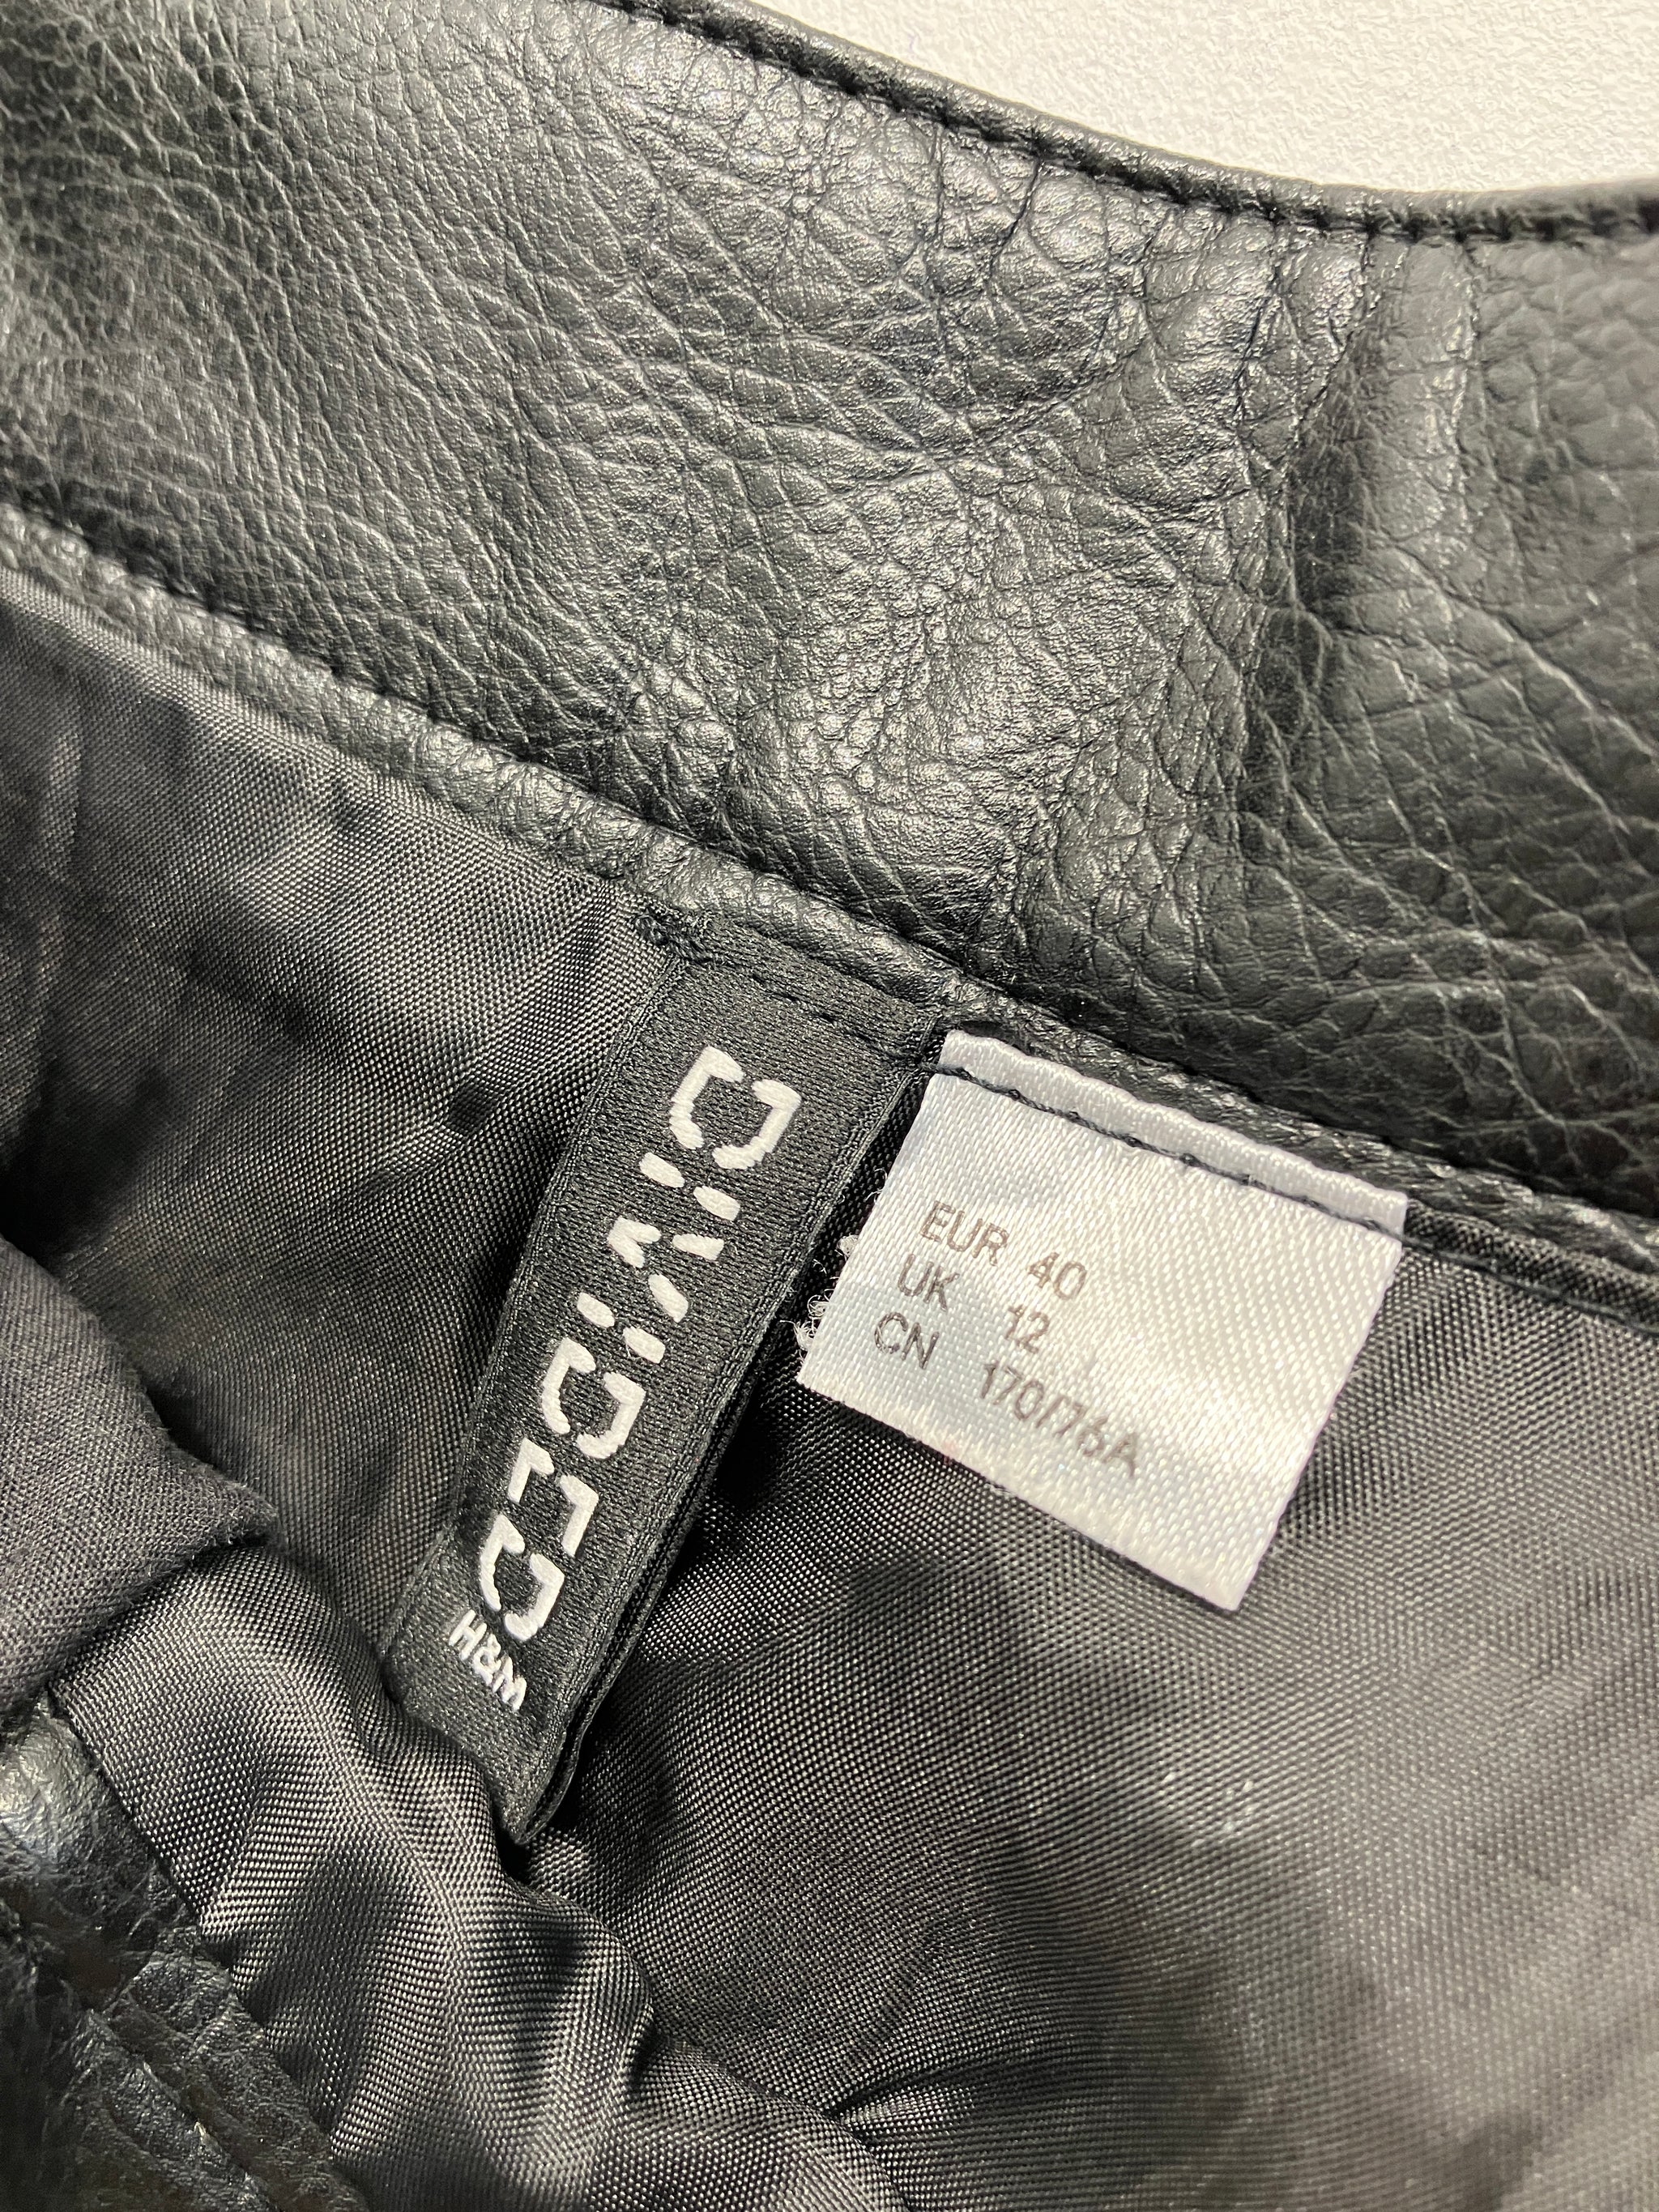 DIVIDED
H&M
EUR 40
UK 12
CN 170/76A